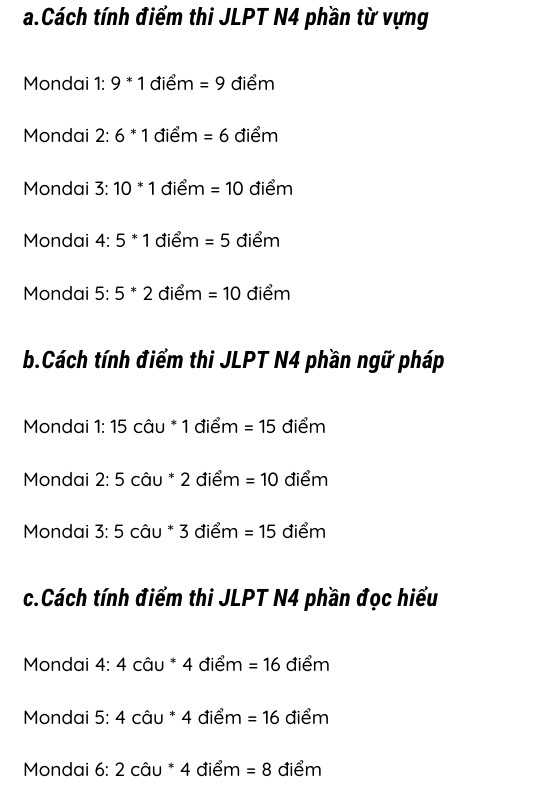 a.Cách tính điểm thi JLPT N4 phần từ vựng
Mondai 1: 9 * 1 điểm = 9 điểm
Mondai 2: 6 * 1 điểm = 6 điểm
Mondai 3: 10 * 1 điểm = 10 điểm
Mondai 4: 5 * 1 điểm = 5 điểm
Mondai 5: 5 * 2 điểm = 10 điểm
b.Cách tính điểm thi JLPT N4 phần ngữ pháp
Mondai 1: 15 câu * 1 điểm = 15 điểm
Mondai 2: 5 câu * 2 điểm = 10 điểm
Mondai 3: 5 câu * 3 điểm = 15 điểm
c.Cách tính điểm thi JLPT N4 phần đọc hiểu
Mondai 4: 4 câu * 4 điểm = 16 điểm
Mondai 5: 4 câu * 4 điểm = 16 điểm
Mondai 6: 2 câu * 4 điểm = 8 điểm